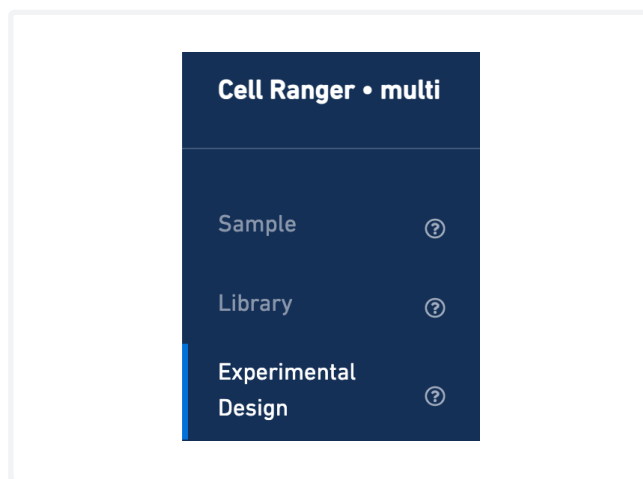 Cell Ranger • multi
Sample
Library
Experimental
Design